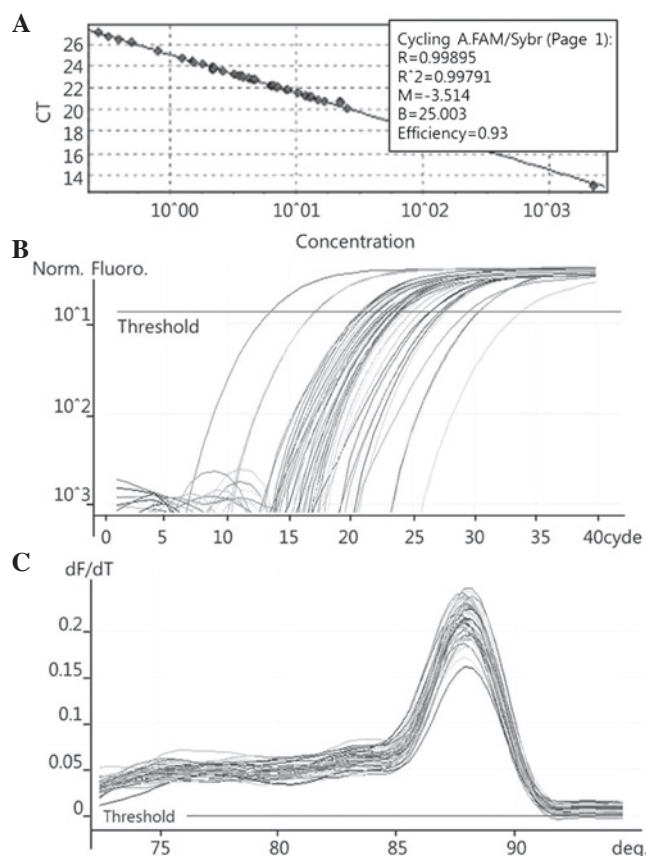 A
Cycling A.FAM/Sybr (Page 1):
R=0.99895
R^2=0.99791
M=-3.514
B=25.003
Efficiency=0.93
26
24
22
20
18
16
14
CT
10^00
10^01
10^02
10^03
Concentration
B
Norm. Fluoro.
10^1
Threshold
10^2
10^3
0
5
10
15
20
25
30
35
40cyde
C
dF/dT
0.2
0.15
0.1
0.05
0
Threshold
75
80
85
90
deg.